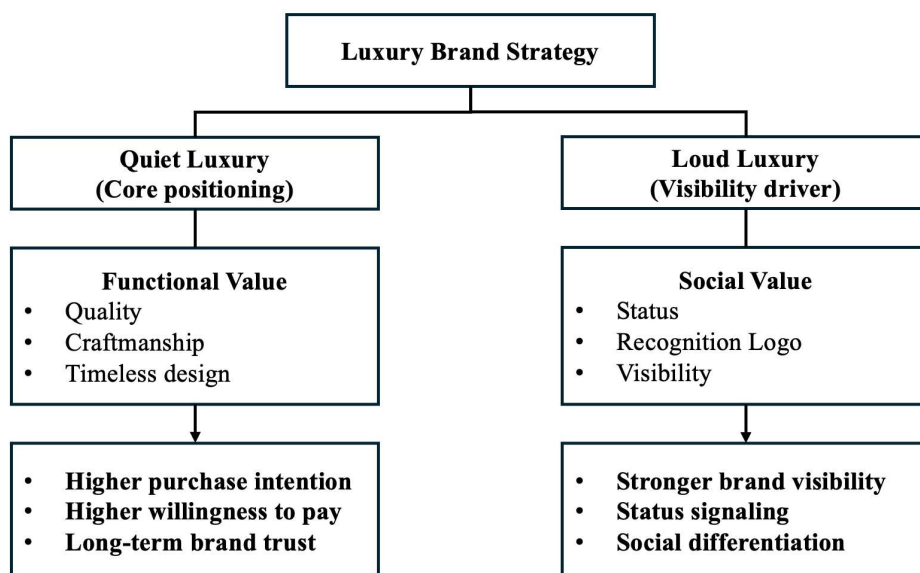 Luxury Brand Strategy
Quiet Luxury
(Core positioning)
Loud Luxury
(Visibility driver)
Functional Value
• Quality
• Craftmanship
• Timeless design
Social Value
• Status
• Recognition Logo
• Visibility
• Higher purchase intention
• Higher willingness to pay
• Long-term brand trust
• Stronger brand visibility
• Status signaling
• Social differentiation